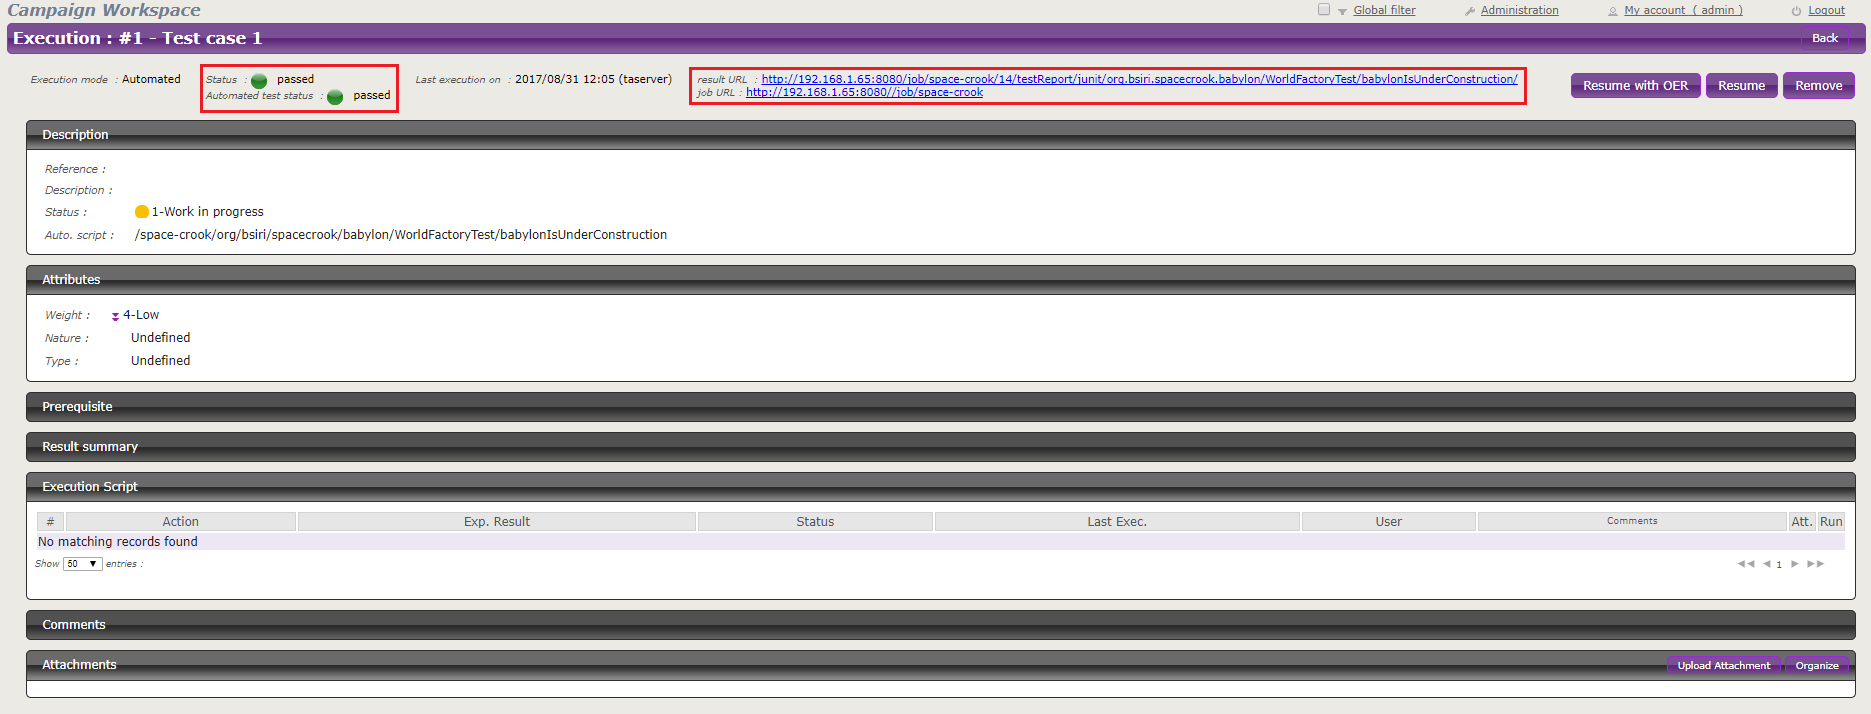 Campaign Workspace
Global filter Administration My account ( admin ) Logout
Execution : #1 - Test case 1 Back
Execution mode : Automated Status : passed Last execution on : 2017/08/31 12:05 (taserver) result URL : http://192.168.1.65:8080/job/space-crook/14/testReport/junit/org.bsiri.spacecrook.babylon/WorldFactoryTest/babylonIsUnderConstruction/
Automated test status : passed job URL : http://192.168.1.65:8080//job/space-crook
Resume with OER Resume Remove
Description
Reference :
Description :
Status : 1-Work in progress
Auto. script : /space-crook/org/bsiri/spacecrook/babylon/WorldFactoryTest/babylonIsUnderConstruction
Attributes
Weight : 4-Low
Nature : Undefined
Type : Undefined
Prerequisite
Result summary
Execution Script
# Action Exp. Result Status Last Exec. User Comments Att. Run
No matching records found
Show 50 entries : 1
Comments
Attachments Upload Attachment Organize